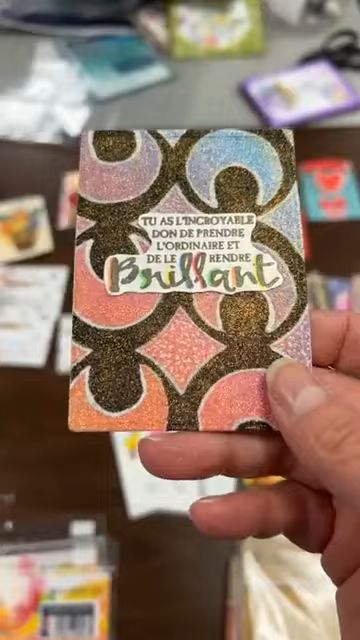 TU AS L'INCROYABLE
DON DE PRENDRE
L'ORDINAIRE ET
DE LE RENDRE
Brillant